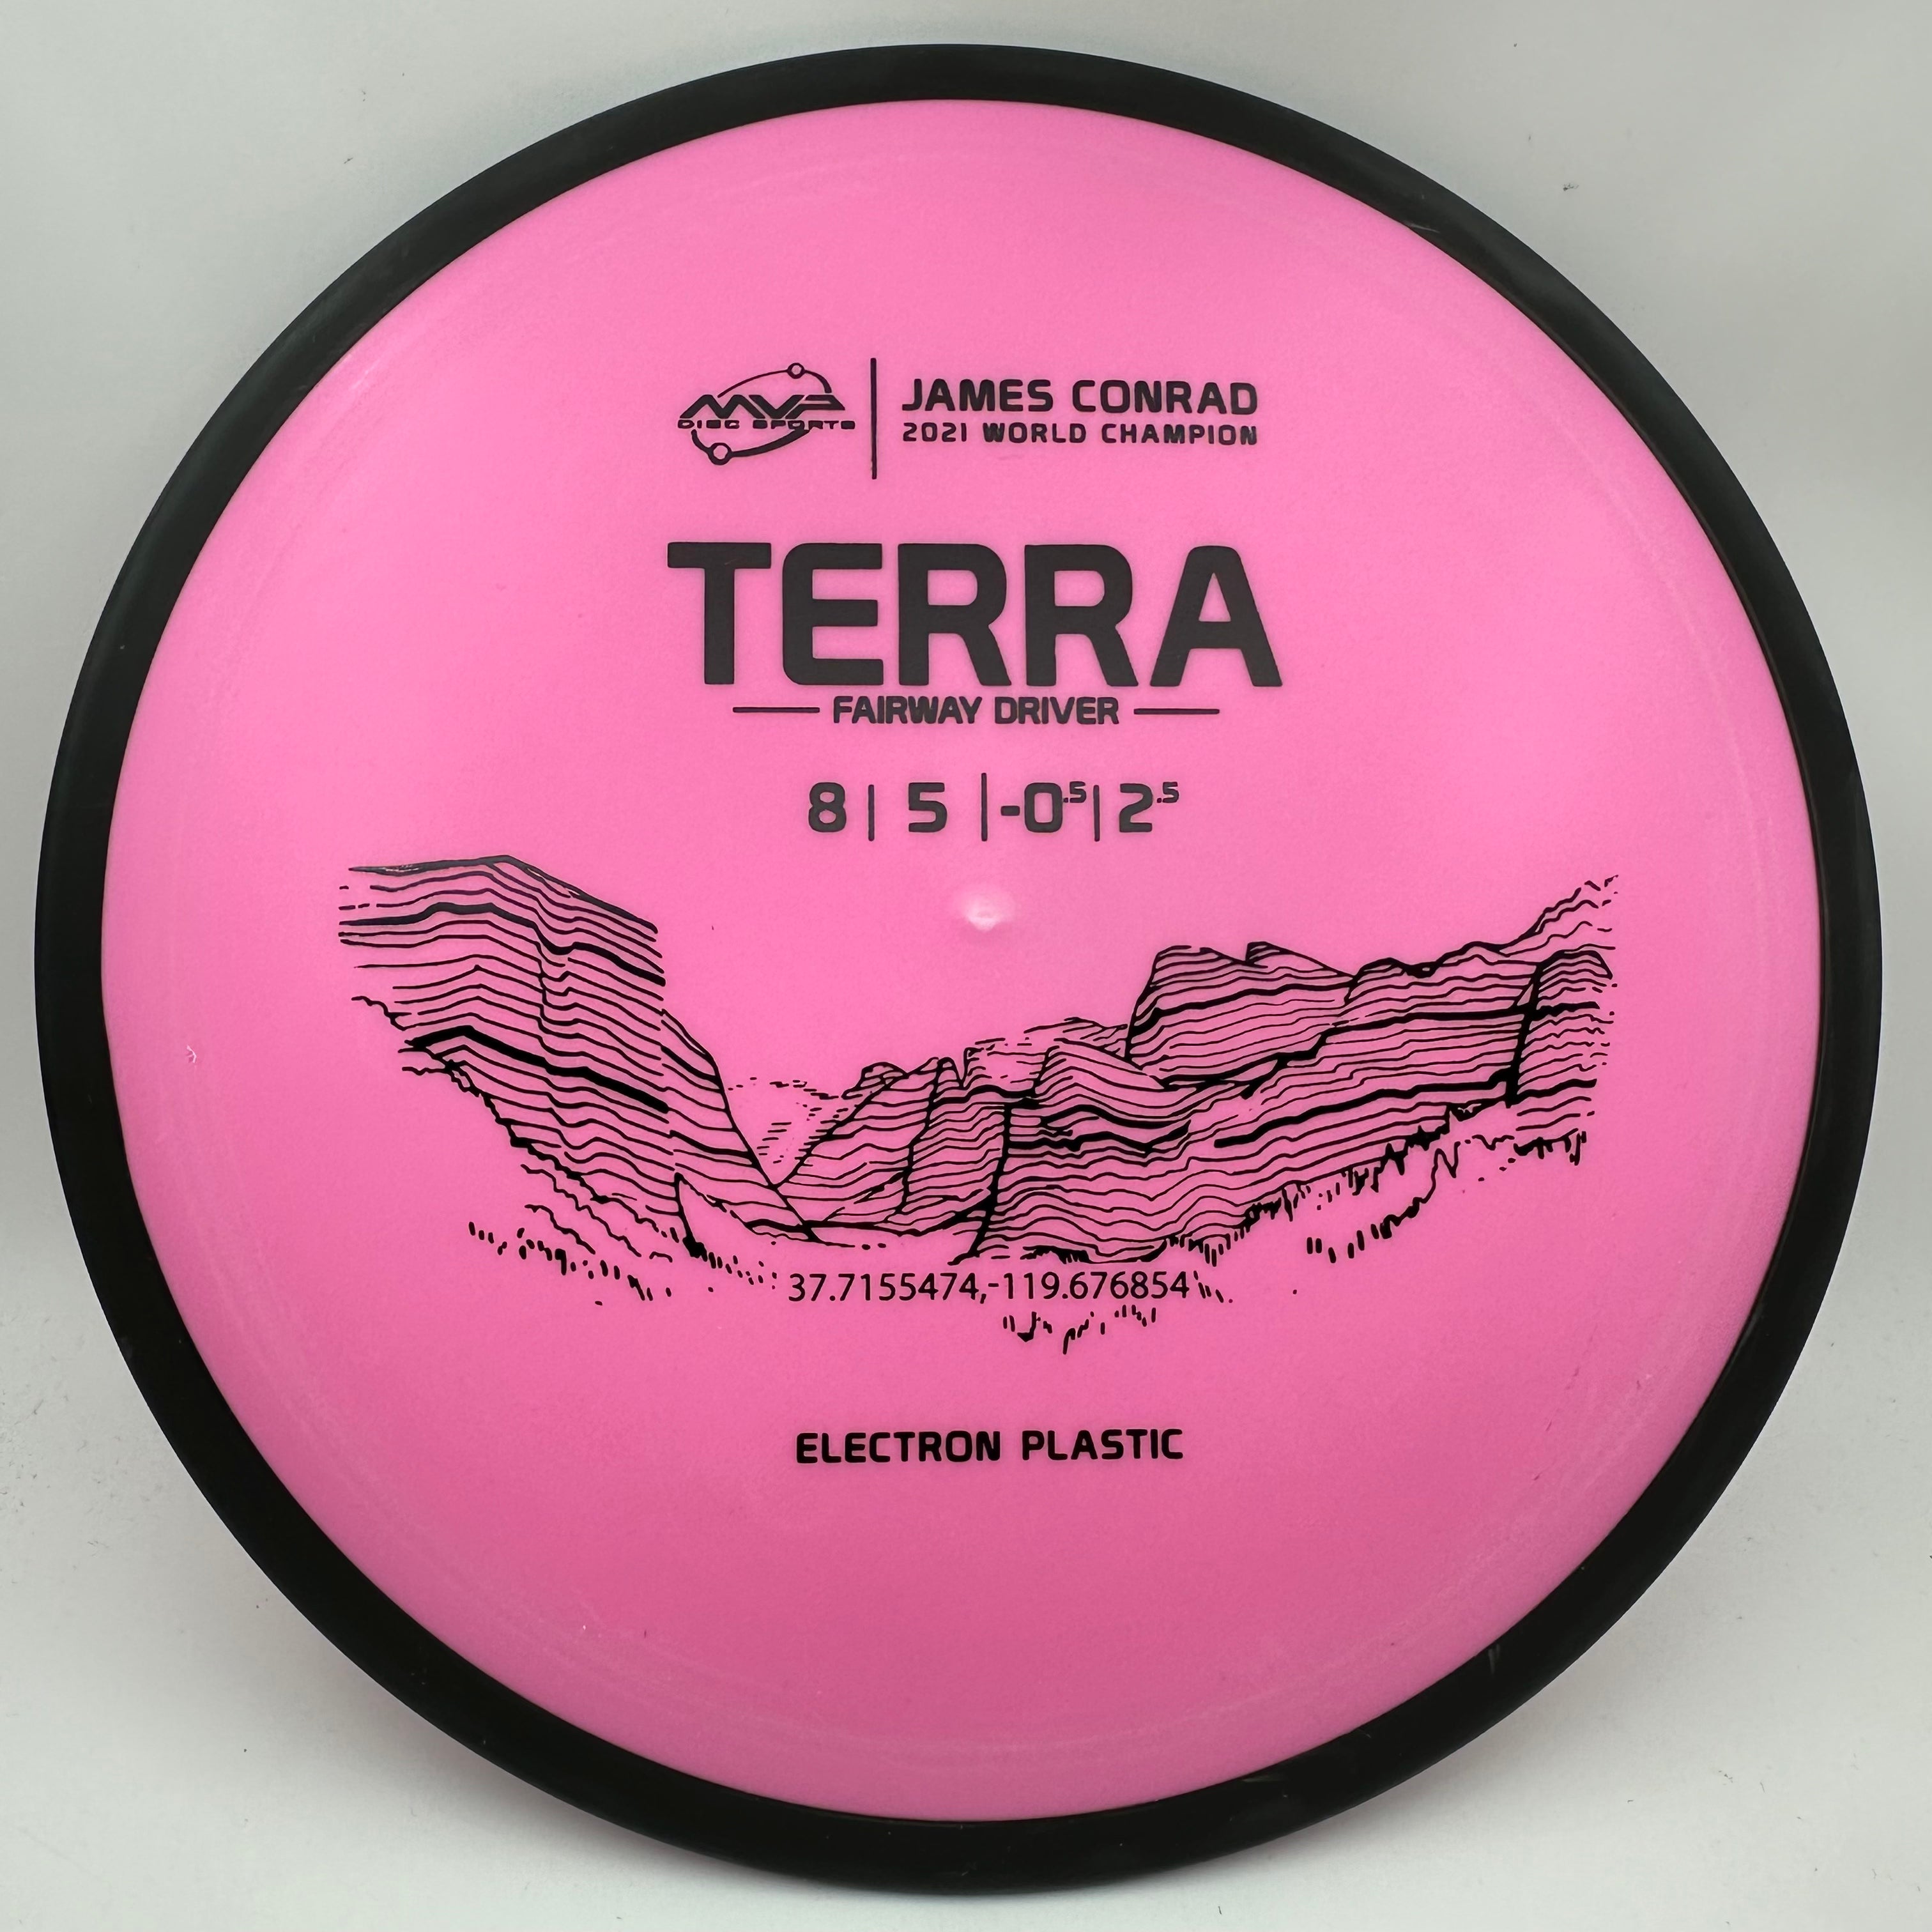 MVP
DISC SPORTS
JAMES CONRAD
2021 WORLD CHAMPION
TERRA
FAIRWAY DRIVER
8 | 5 | -0.5 | 2.5
37.7155474,-119.676854
ELECTRON PLASTIC